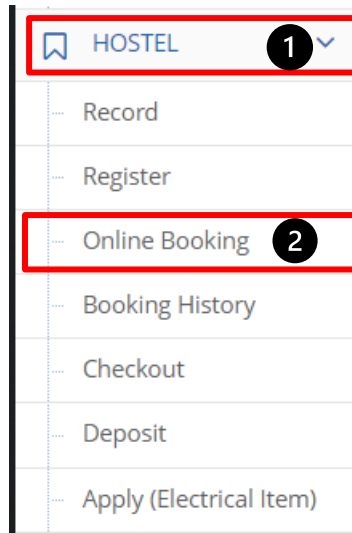 HOSTEL 1
Record
Register
Online Booking 2
Booking History
Checkout
Deposit
Apply (Electrical Item)